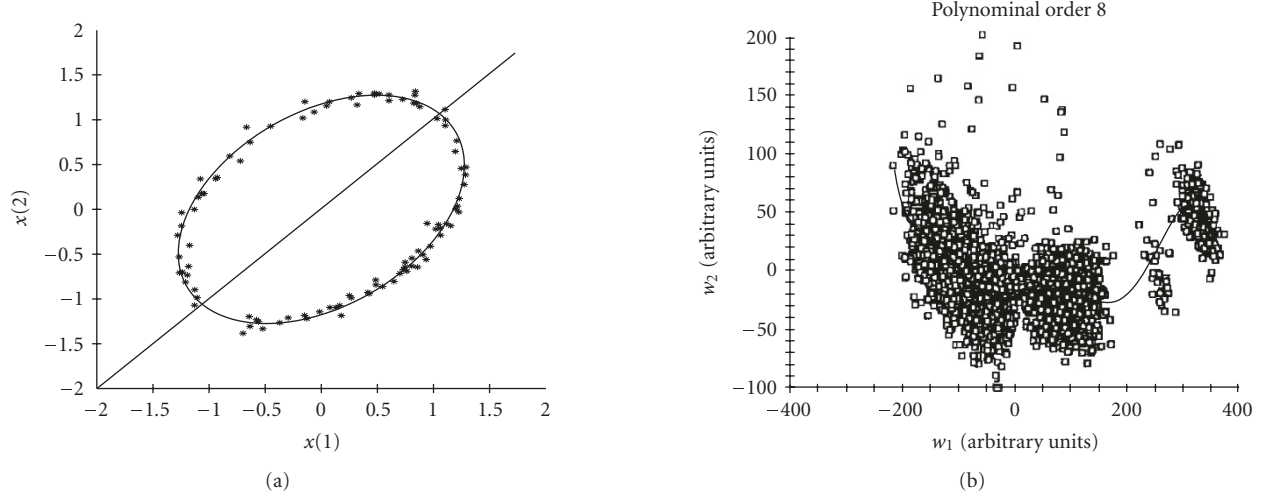 2
1.5
1
0.5
0
−0.5
−1
−1.5
−2
x(2)
−2 −1.5 −1 −0.5 0 0.5 1 1.5 2
x(1)
(a)
Polynominal order 8
200
150
100
50
0
−50
−100
w2 (arbitrary units)
−400 −200 0 200 400
w1 (arbitrary units)
(b)